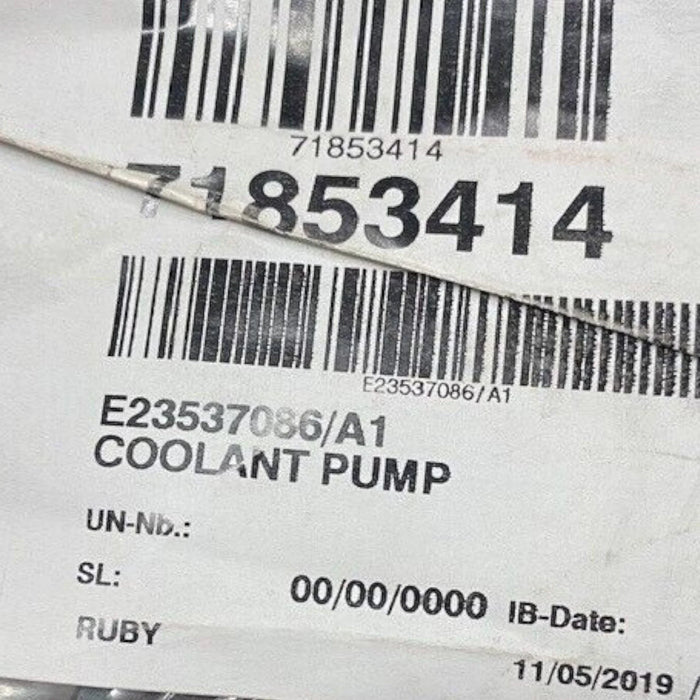 71853414
71853414
E23537086/A1
E23537086/A1
COOLANT PUMP
UN-Nb.:
SL: 00/00/0000 IB-Date:
RUBY 11/05/2019